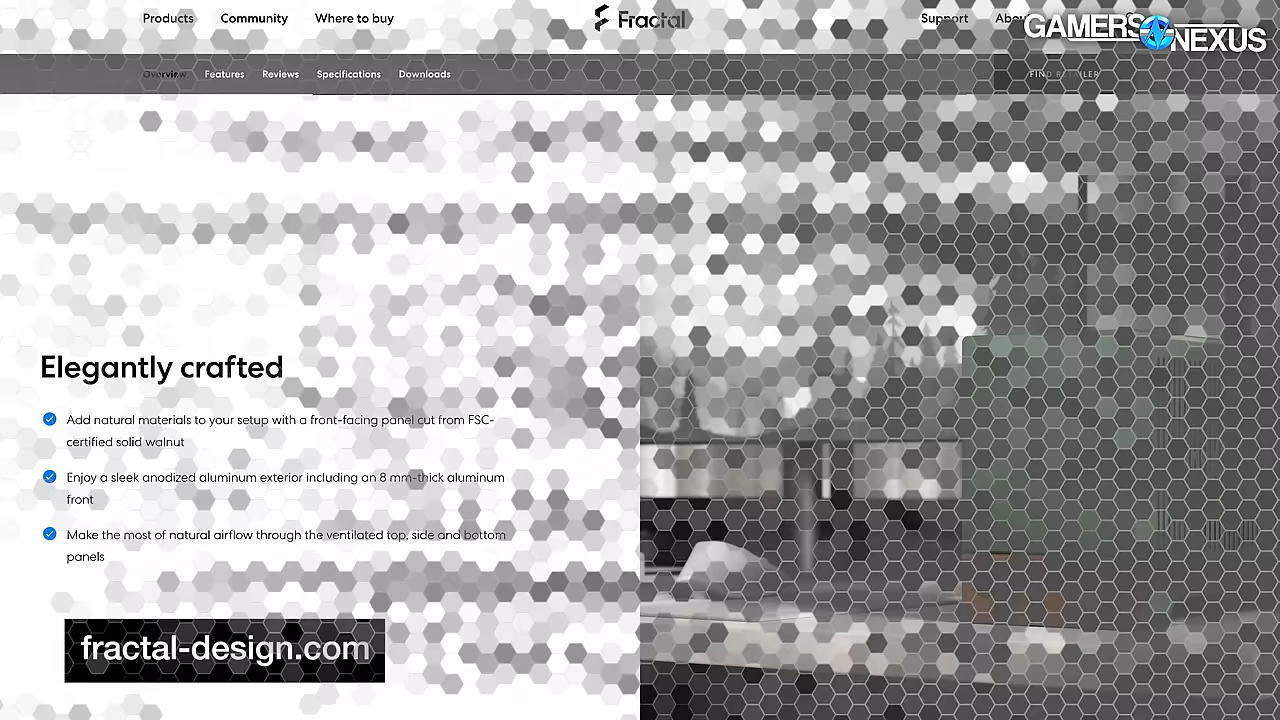 Products Community Where to buy Fractal Support
GAMERS NEXUS
Overview Features Reviews Specifications Downloads FIND RETAILER
Elegantly crafted
Add natural materials to your setup with a front-facing panel cut from FSC-
certified solid walnut
Enjoy a sleek anodized aluminum exterior including an 8 mm-thick aluminum
front
Make the most of natural airflow through the ventilated top, side and bottom
panels
fractal-design.com